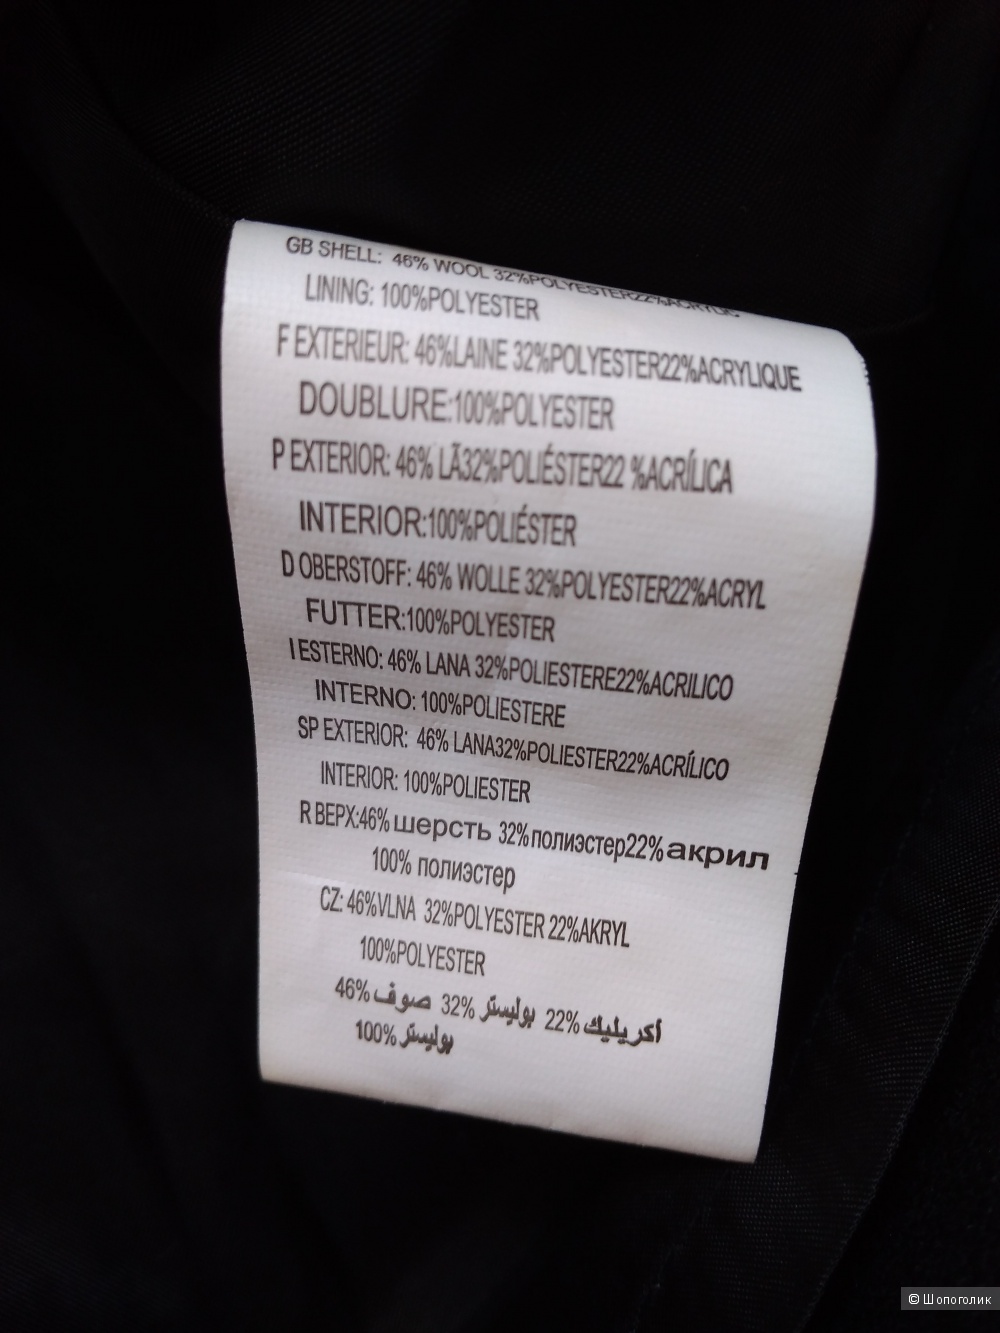 GB SHELL: 46% WOOL 32%POLYESTER22%ACRYLIC
LINING: 100%POLYESTER
F EXTERIEUR: 46%LAINE 32%POLYESTER22%ACRYLIQUE
DOUBLURE:100%POLYESTER
P EXTERIOR: 46% LÃ32%POLIÉSTER22 %ACRÍLICA
INTERIOR:100%POLIÉSTER
D OBERSTOFF: 46% WOLLE 32%POLYESTER22%ACRYL
FUTTER:100%POLYESTER
I ESTERNO: 46% LANA 32%POLIESTERE22%ACRILICO
INTERNO: 100%POLIESTERE
SP EXTERIOR: 46% LANA32%POLIESTER22%ACRÍLICO
INTERIOR: 100%POLIESTER
R ВЕРХ:46% шерсть 32% полиэстер22% акрил
100% полиэстер
CZ: 46%VLNA 32%POLYESTER 22%AKRYL
100%POLYESTER
46% صوف 32% بوليستر 22% أكريليك
100% بوليستر
© Шопоголик